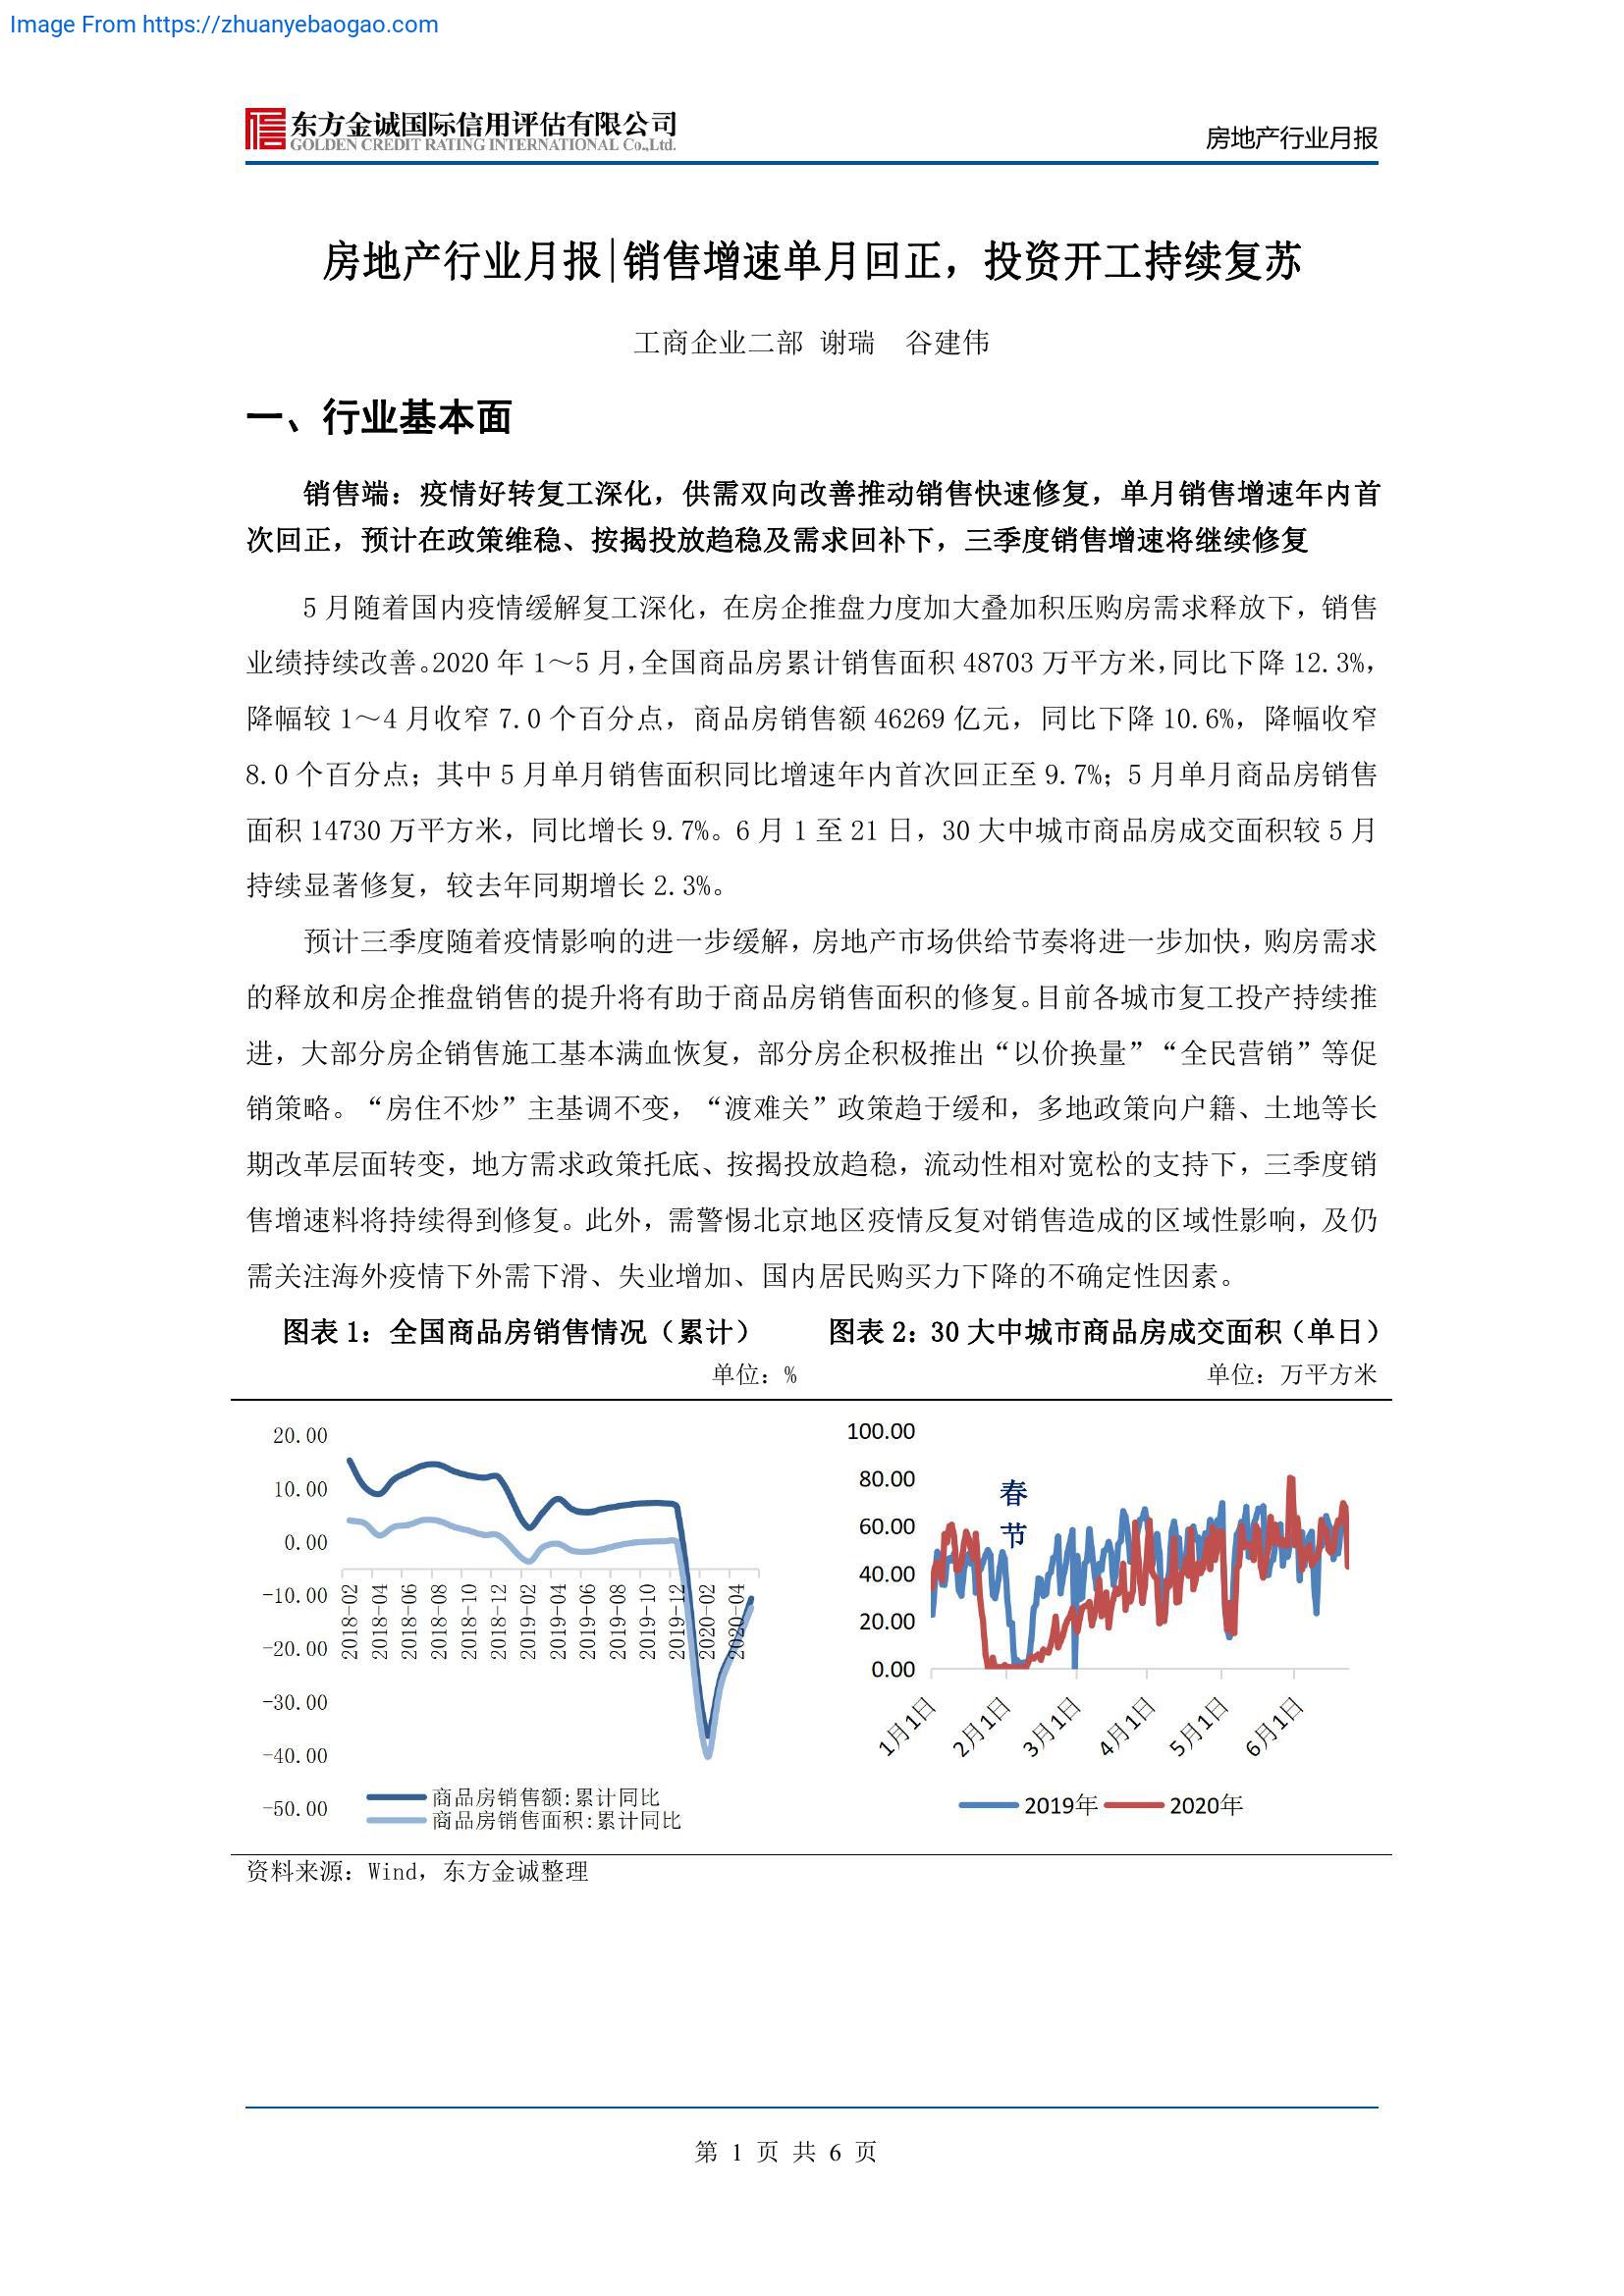 Image From https://zhuanyebaogao.com
东方金诚国际信用评估有限公司
GOLDEN CREDIT RATING INTERNATIONAL Co.,Ltd.
房地产行业月报
房地产行业月报|销售增速单月回正，投资开工持续复苏
工商企业二部 谢瑞 谷建伟
一、行业基本面
销售端：疫情好转复工深化，供需双向改善推动销售快速修复，单月销售增速年内首
次回正，预计在政策维稳、按揭投放趋稳及需求回补下，三季度销售增速将继续修复
5 月随着国内疫情缓解复工深化，在房企推盘力度加大叠加积压购房需求释放下，销售
业绩持续改善。2020 年 1～5 月，全国商品房累计销售面积 48703 万平方米，同比下降 12.3%，
降幅较 1～4 月收窄 7.0 个百分点，商品房销售额 46269 亿元，同比下降 10.6%，降幅收窄
8.0 个百分点；其中 5 月单月销售面积同比增速年内首次回正至 9.7%；5 月单月商品房销售
面积 14730 万平方米，同比增长 9.7%。6 月 1 至 21 日，30 大中城市商品房成交面积较 5 月
持续显著修复，较去年同期增长 2.3%。
预计三季度随着疫情影响的进一步缓解，房地产市场供给节奏将进一步加快，购房需求
的释放和房企推盘销售的提升将有助于商品房销售面积的修复。目前各城市复工投产持续推
进，大部分房企销售施工基本满血恢复，部分房企积极推出“以价换量”“全民营销”等促
销策略。“房住不炒”主基调不变，“渡难关”政策趋于缓和，多地政策向户籍、土地等长
期改革层面转变，地方需求政策托底、按揭投放趋稳，流动性相对宽松的支持下，三季度销
售增速料将持续得到修复。此外，需警惕北京地区疫情反复对销售造成的区域性影响，及仍
需关注海外疫情下外需下滑、失业增加、国内居民购买力下降的不确定性因素。
图表 1：全国商品房销售情况（累计）
单位：%
20.00
10.00
0.00
-10.00
-20.00
-30.00
-40.00
-50.00
2018-02
2018-04
2018-06
2018-08
2018-10
2018-12
2019-02
2019-04
2019-06
2019-08
2019-10
2019-12
2020-02
2020-04
商品房销售额:累计同比
商品房销售面积:累计同比
图表 2：30 大中城市商品房成交面积（单日）
单位：万平方米
100.00
80.00
60.00
40.00
20.00
0.00
春
节
1月1日
2月1日
3月1日
4月1日
5月1日
6月1日
2019年
2020年
资料来源：Wind，东方金诚整理
第 1 页 共 6 页